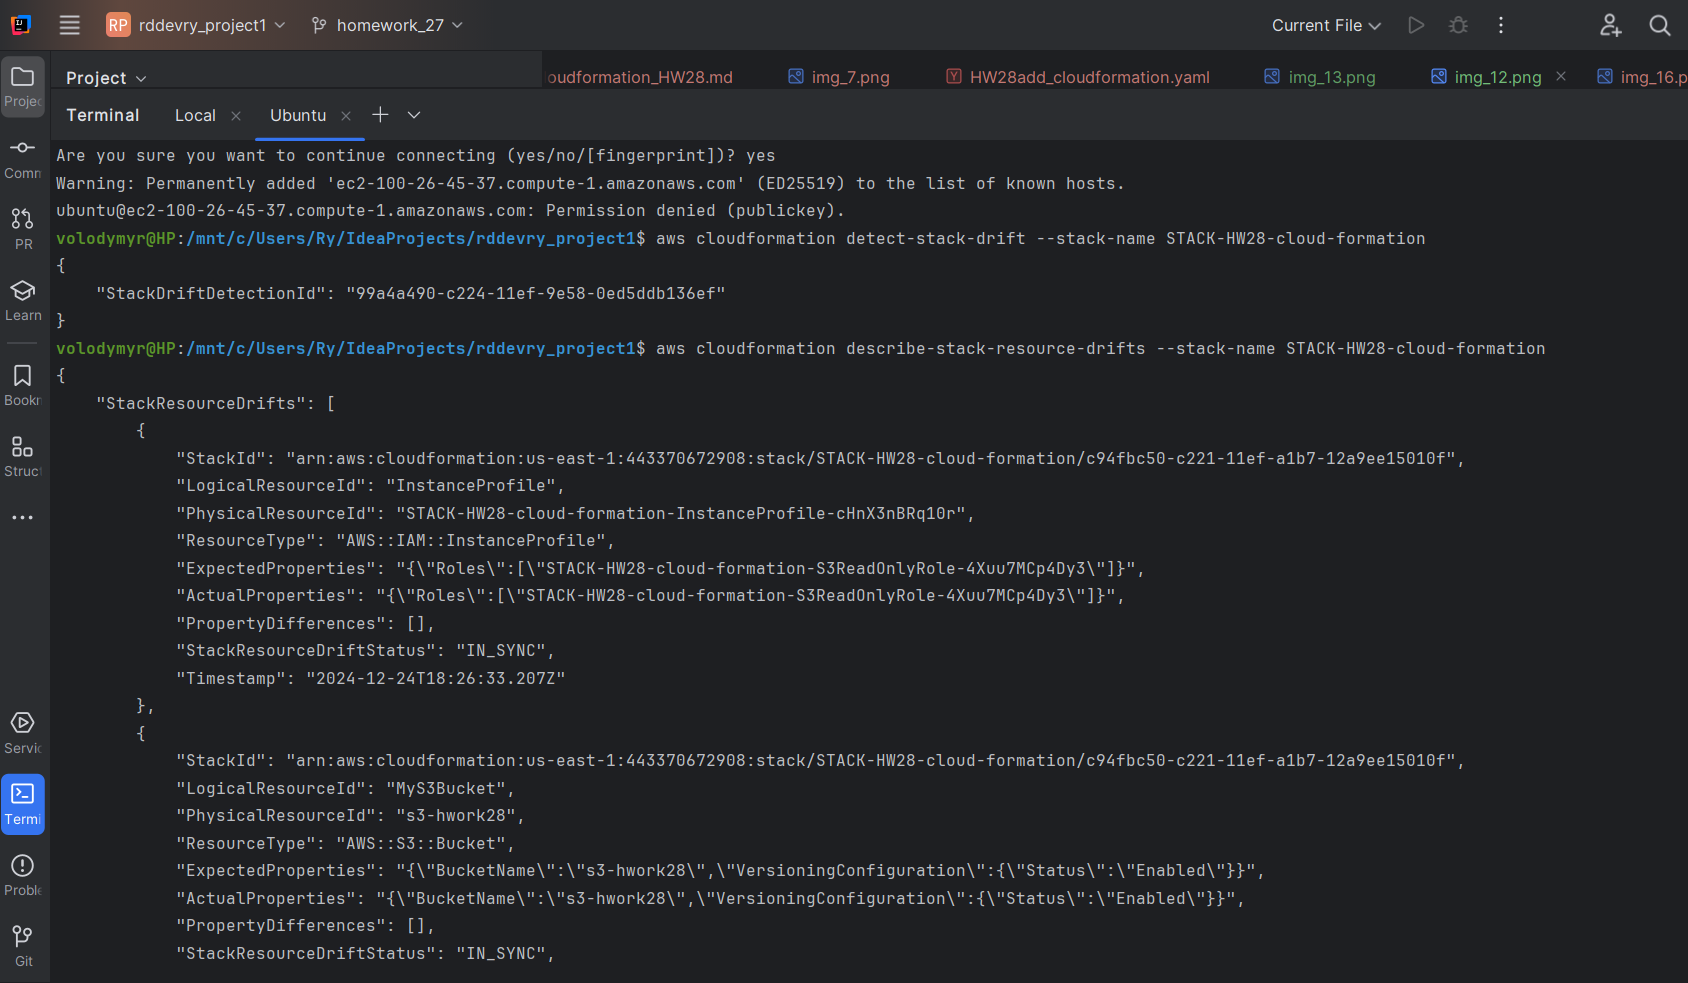 RP rddevry_project1 homework_27 Current File
Project oudformation_HW28.md img_7.png HW28add_cloudformation.yaml img_13.png img_12.png img_16.p
Terminal Local Ubuntu
Are you sure you want to continue connecting (yes/no/[fingerprint])? yes
Warning: Permanently added 'ec2-100-26-45-37.compute-1.amazonaws.com' (ED25519) to the list of known hosts.
ubuntu@ec2-100-26-45-37.compute-1.amazonaws.com: Permission denied (publickey).
volodymyr@HP:/mnt/c/Users/Ry/IdeaProjects/rddevry_project1$ aws cloudformation detect-stack-drift --stack-name STACK-HW28-cloud-formation
{
    "StackDriftDetectionId": "99a4a490-c224-11ef-9e58-0ed5ddb136ef"
}
volodymyr@HP:/mnt/c/Users/Ry/IdeaProjects/rddevry_project1$ aws cloudformation describe-stack-resource-drifts --stack-name STACK-HW28-cloud-formation
{
    "StackResourceDrifts": [
        {
            "StackId": "arn:aws:cloudformation:us-east-1:443370672908:stack/STACK-HW28-cloud-formation/c94fbc50-c221-11ef-a1b7-12a9ee15010f",
            "LogicalResourceId": "InstanceProfile",
            "PhysicalResourceId": "STACK-HW28-cloud-formation-InstanceProfile-cHnX3nBRq10r",
            "ResourceType": "AWS::IAM::InstanceProfile",
            "ExpectedProperties": "{\"Roles\":[\"STACK-HW28-cloud-formation-S3ReadOnlyRole-4Xuu7MCp4Dy3\"]}",
            "ActualProperties": "{\"Roles\":[\"STACK-HW28-cloud-formation-S3ReadOnlyRole-4Xuu7MCp4Dy3\"]}",
            "PropertyDifferences": [],
            "StackResourceDriftStatus": "IN_SYNC",
            "Timestamp": "2024-12-24T18:26:33.207Z"
        },
        {
            "StackId": "arn:aws:cloudformation:us-east-1:443370672908:stack/STACK-HW28-cloud-formation/c94fbc50-c221-11ef-a1b7-12a9ee15010f",
            "LogicalResourceId": "MyS3Bucket",
            "PhysicalResourceId": "s3-hwork28",
            "ResourceType": "AWS::S3::Bucket",
            "ExpectedProperties": "{\"BucketName\":\"s3-hwork28\",\"VersioningConfiguration\":{\"Status\":\"Enabled\"}}",
            "ActualProperties": "{\"BucketName\":\"s3-hwork28\",\"VersioningConfiguration\":{\"Status\":\"Enabled\"}}",
            "PropertyDifferences": [],
            "StackResourceDriftStatus": "IN_SYNC",
Projec
Comm
PR
Learn
Bookn
Struct
Servic
Termi
Proble
Git